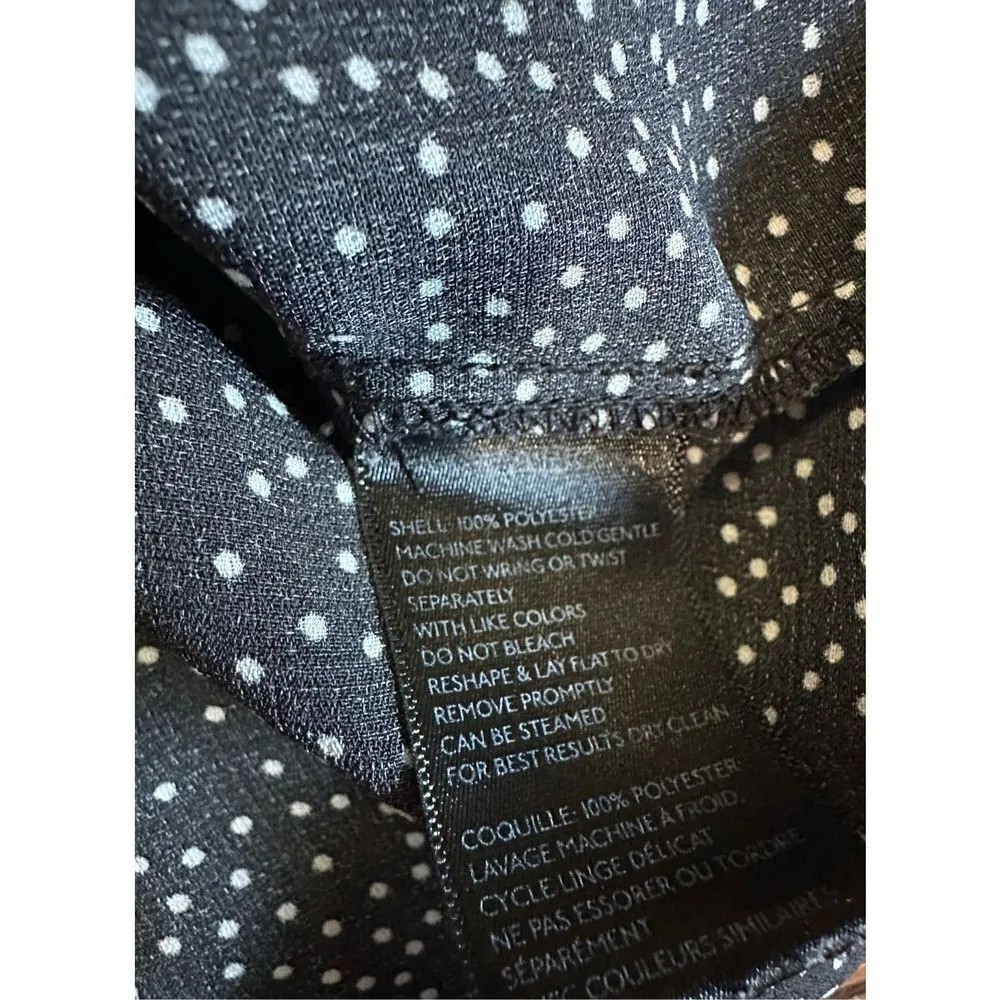 SHELL: 100% POLYESTER
MACHINE WASH COLD GENTLE
DO NOT WRING OR TWIST
SEPARATELY
WITH LIKE COLORS
DO NOT BLEACH
RESHAPE & LAY FLAT TO DRY
REMOVE PROMPTLY
CAN BE STEAMED
FOR BEST RESULTS DRY CLEAN
COQUILLE: 100% POLYESTER
LAVAGE MACHINE À FROID,
CYCLE LINGE DÉLICAT
NE PAS ESSORER OU TORDRE
SÉPARÉMENT
COULEURS SIMILAIRES